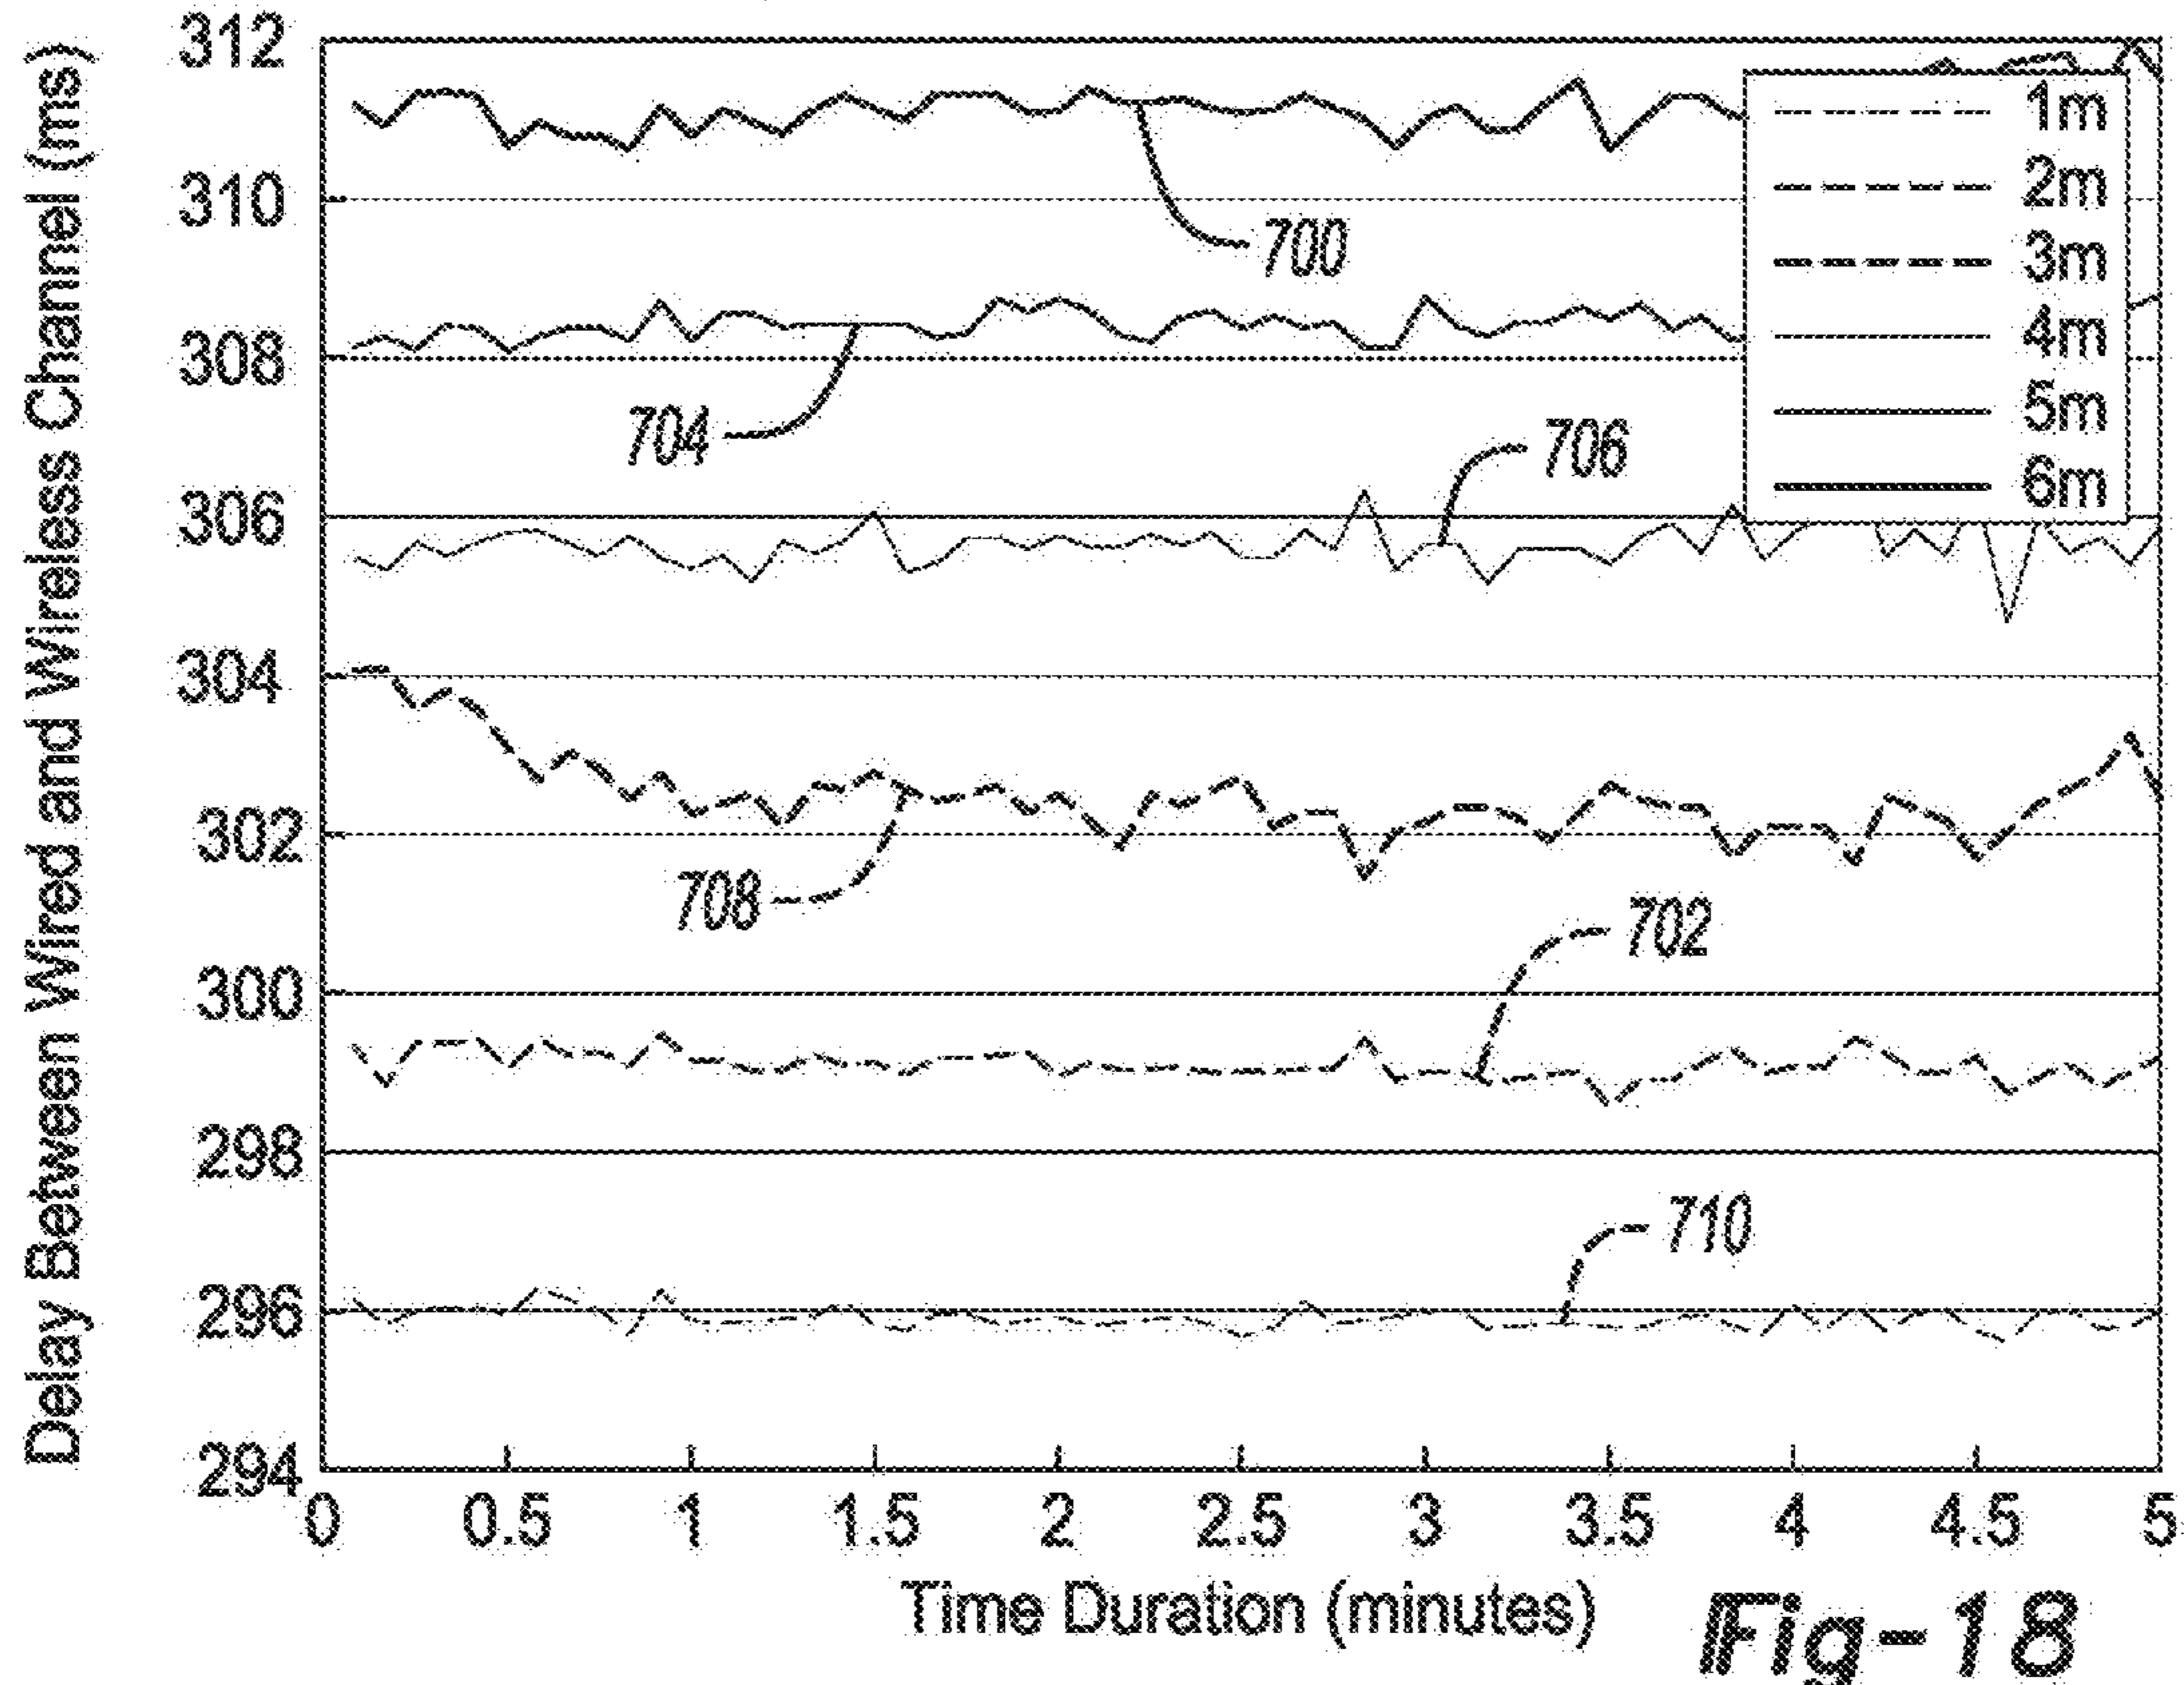 Delay Between Wired and Wireless Channel (ms)
312
310
308
306
304
302
300
298
296
294
1m
2m
3m
4m
5m
6m
700
704
706
708
702
710
0 0.5 1 1.5 2 2.5 3 3.5 4 4.5 5
Time Duration (minutes)
Fig-18